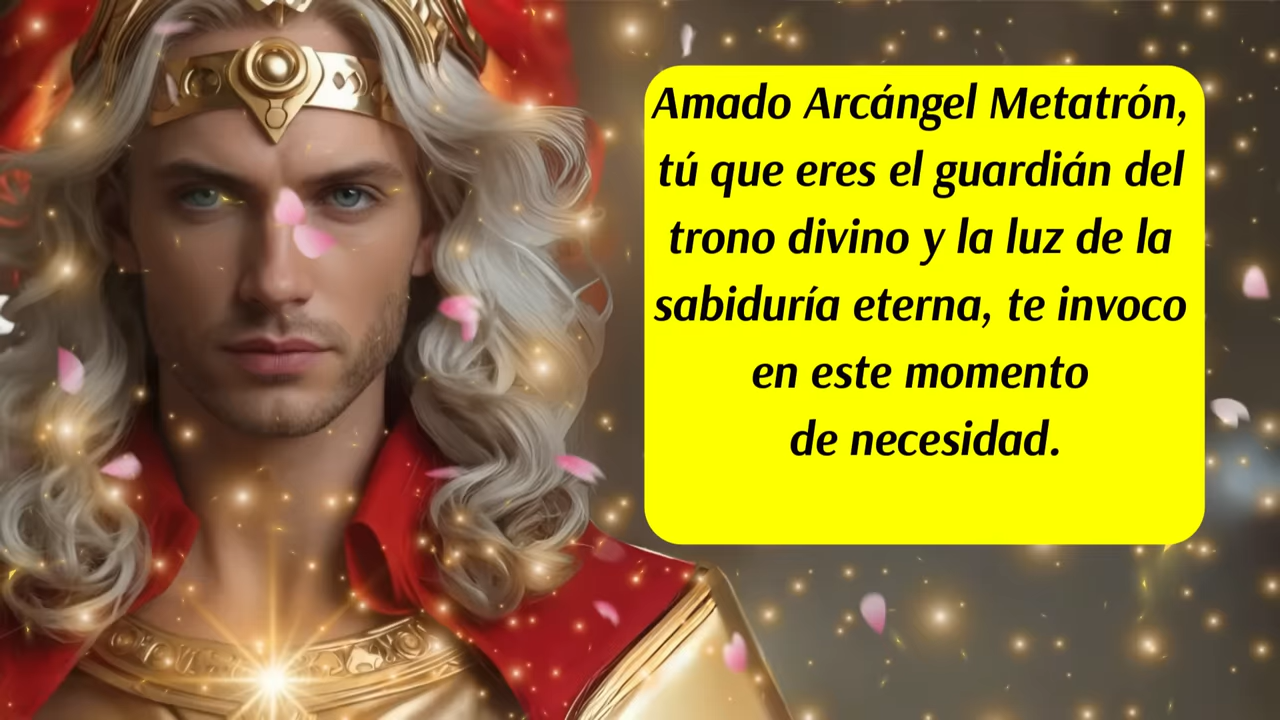 Amado Arcángel Metatrón,
tú que eres el guardián del
trono divino y la luz de la
sabiduría eterna, te invoco
en este momento
de necesidad.